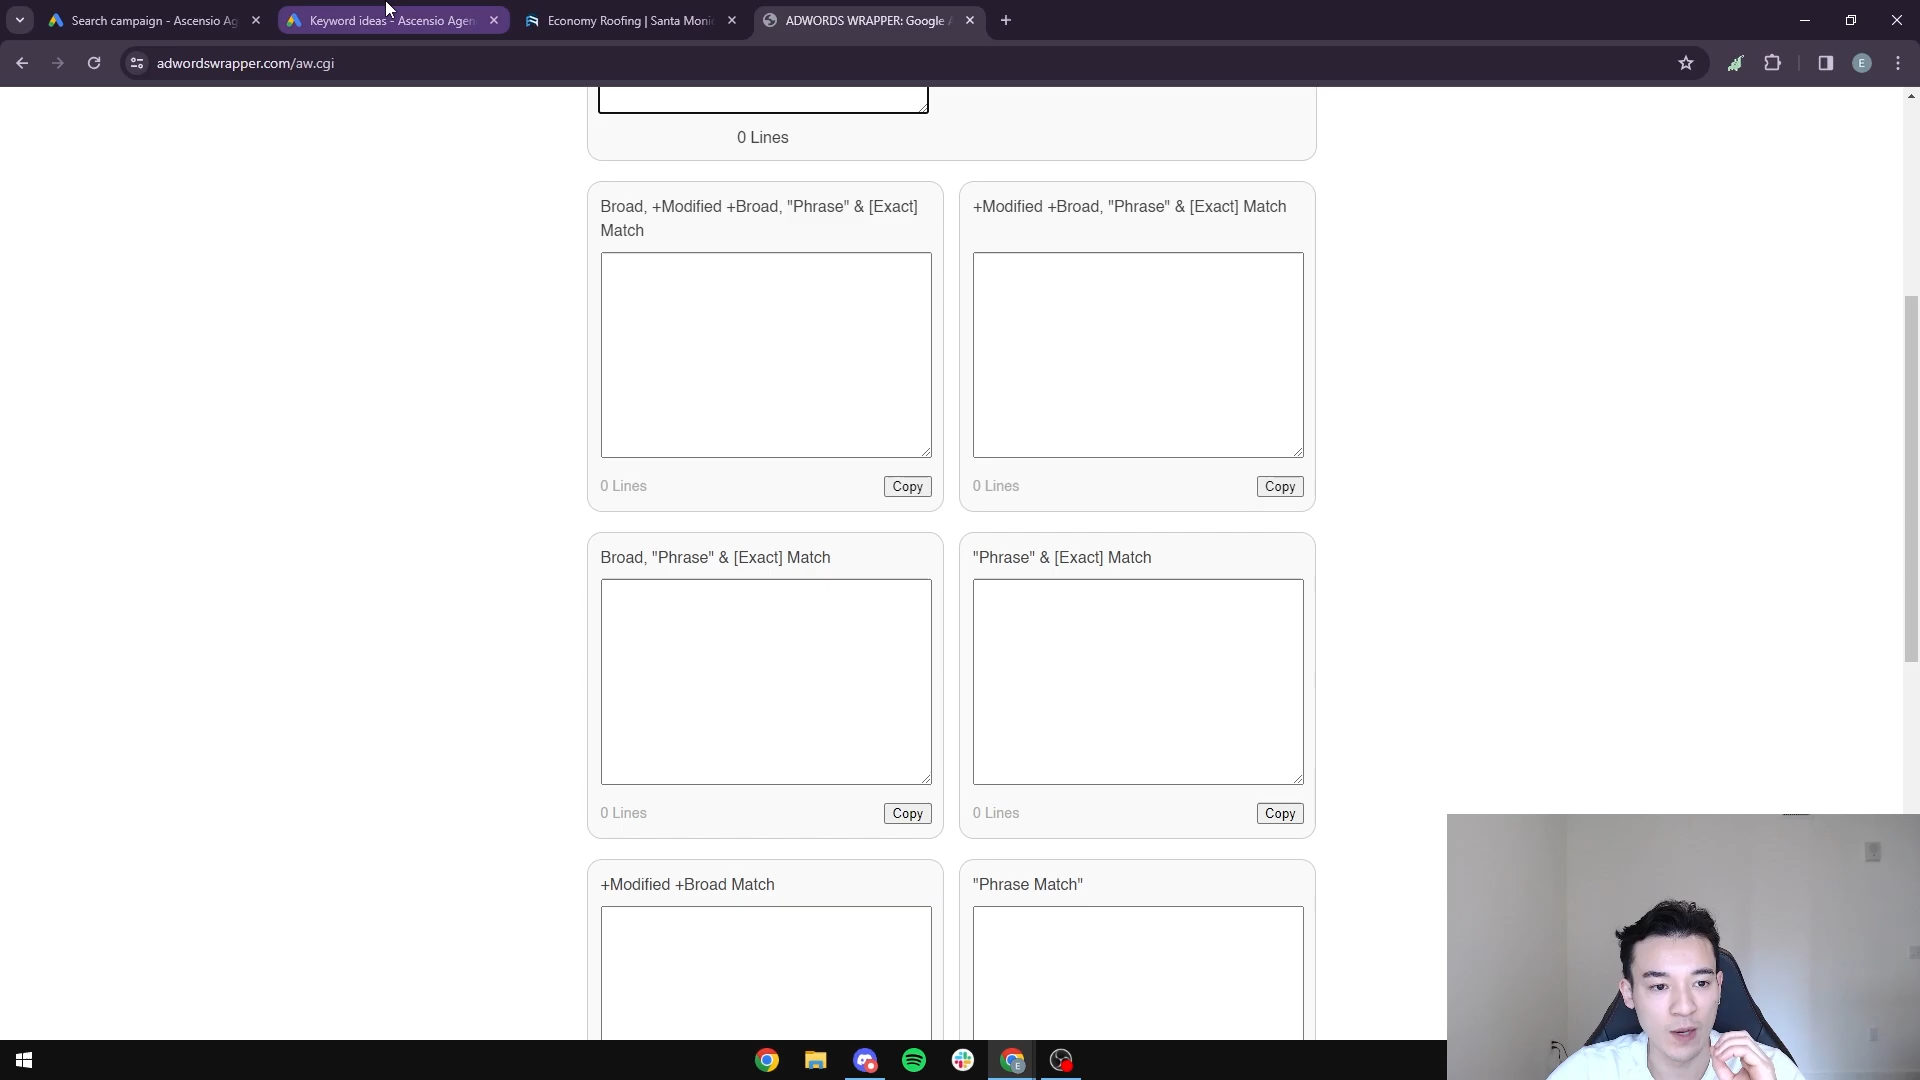 Search campaign - Ascensio Ag
Keyword ideas - Ascensio Agen
Economy Roofing | Santa Moni
ADWORDS WRAPPER: Google A
adwordswrapper.com/aw.cgi
E
0 Lines
Broad, +Modified +Broad, "Phrase" & [Exact]
Match
+Modified +Broad, "Phrase" & [Exact] Match
0 Lines
Copy
0 Lines
Copy
Broad, "Phrase" & [Exact] Match
"Phrase" & [Exact] Match
0 Lines
Copy
0 Lines
Copy
+Modified +Broad Match
"Phrase Match"